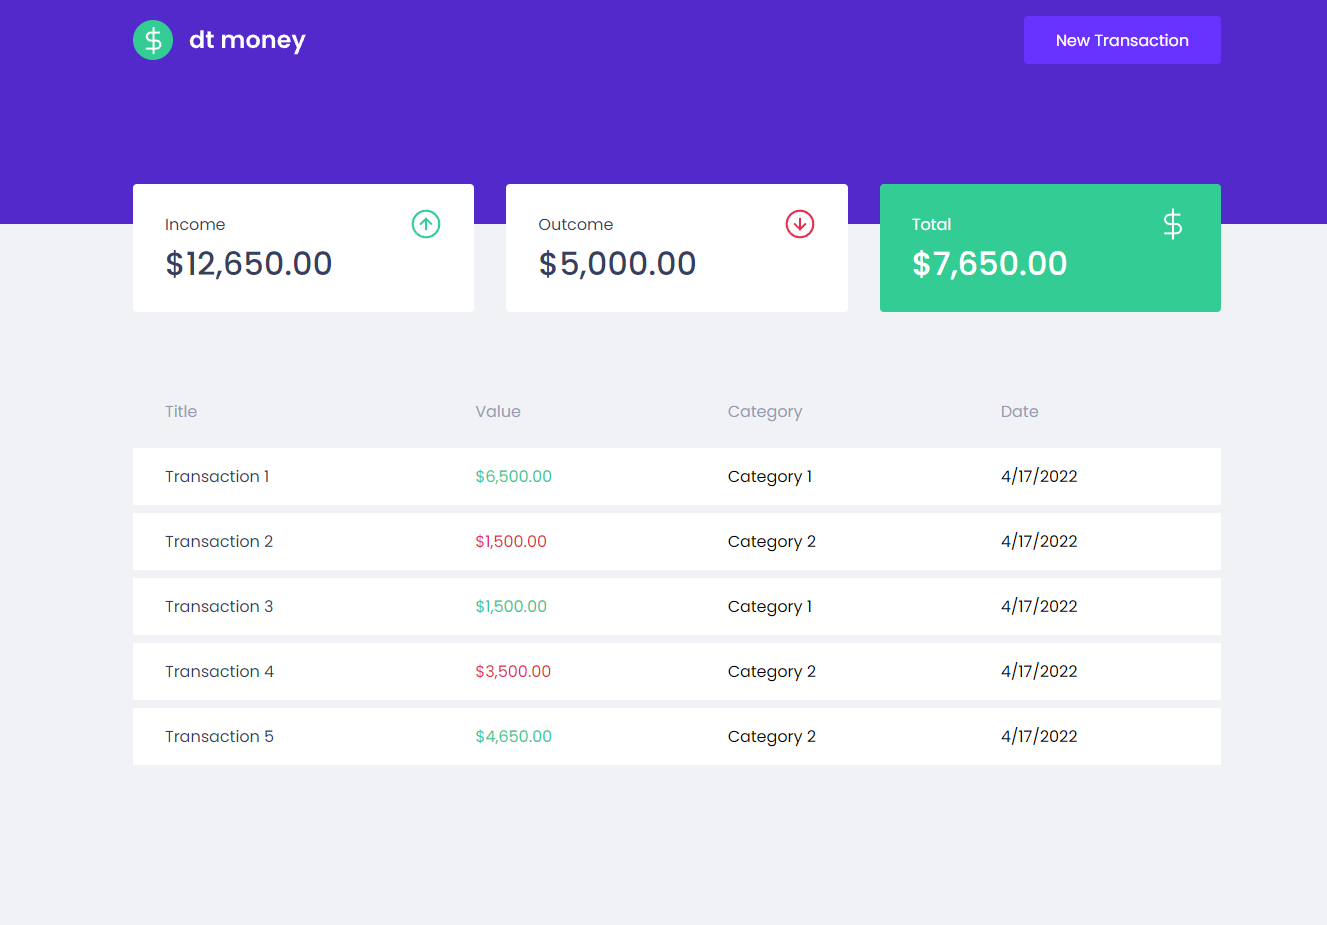 dt money
New Transaction
Income
$12,650.00
Outcome
$5,000.00
Total
$7,650.00
Title Value Category Date
Transaction 1 $6,500.00 Category 1 4/17/2022
Transaction 2 $1,500.00 Category 2 4/17/2022
Transaction 3 $1,500.00 Category 1 4/17/2022
Transaction 4 $3,500.00 Category 2 4/17/2022
Transaction 5 $4,650.00 Category 2 4/17/2022